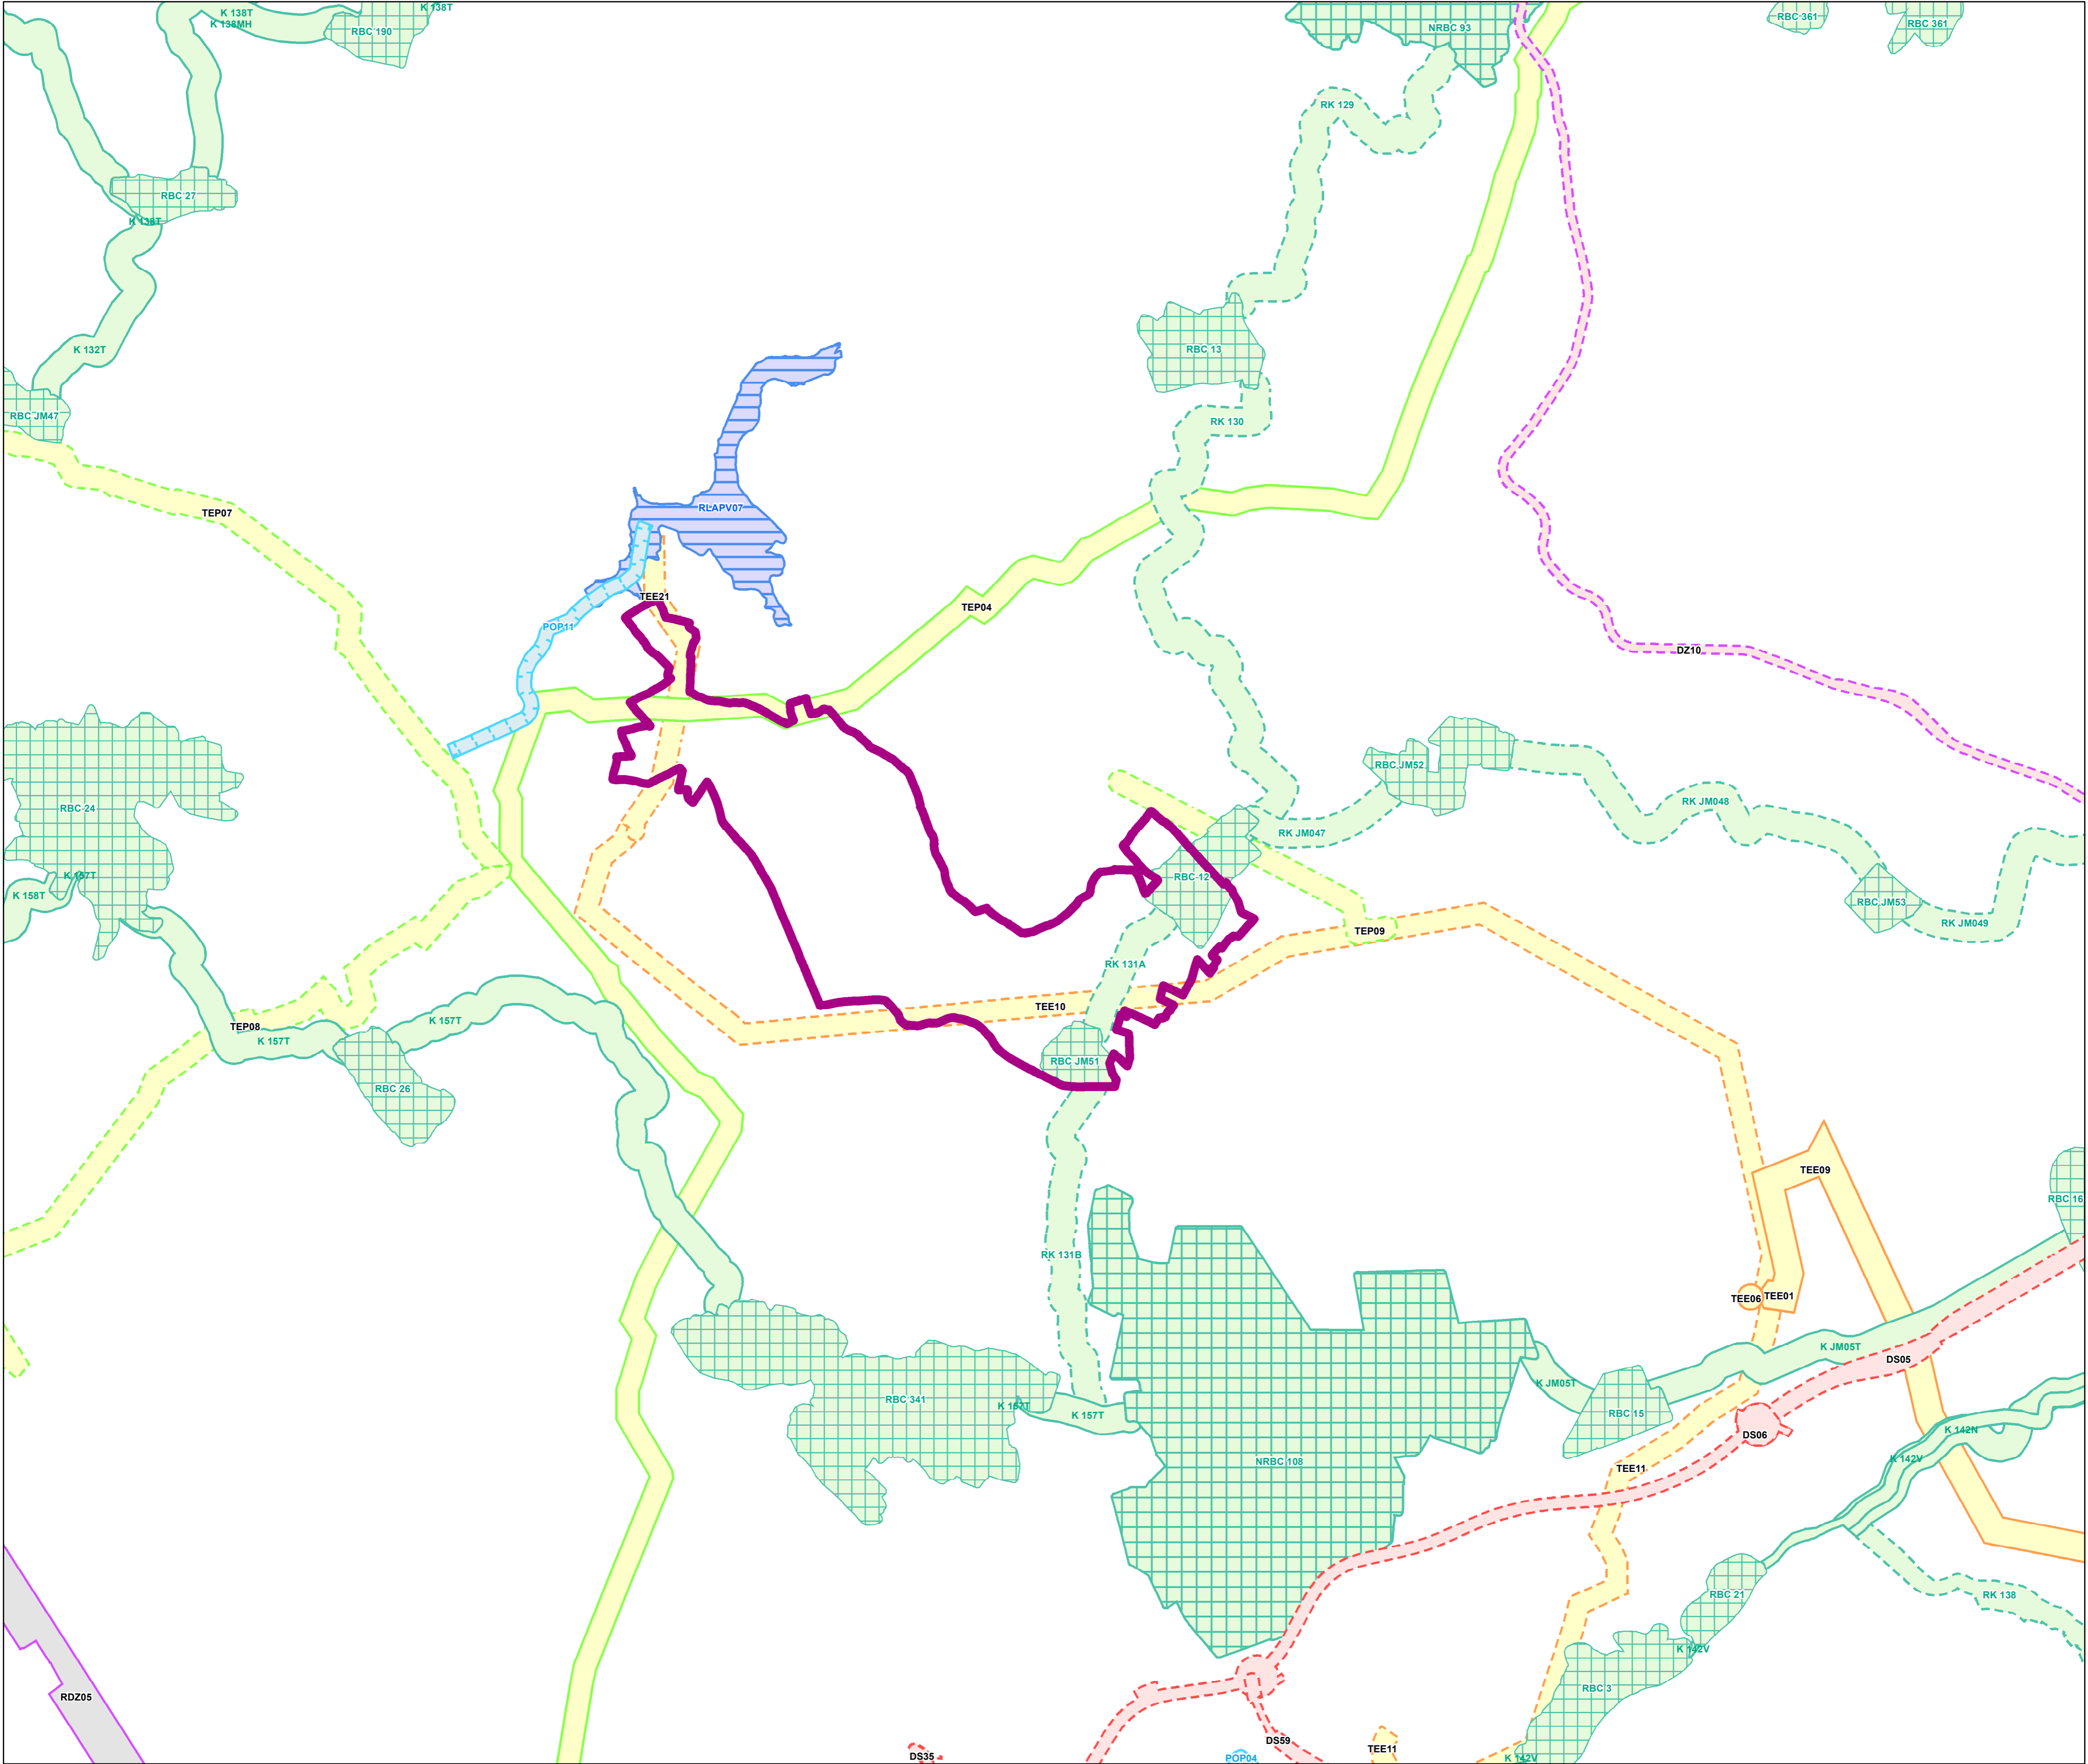 K 138T
K 138T
K 138MH
RBC 190
NRBC 93
RBC 361
RBC 361
RK 129
RBC 27
K 138T
K 132T
RBC 13
RBC JM47
RK 130
TEP07
RLAPV07
TEE21
TEP04
POP11
DZ10
RBC JM52
RBC 24
RK JM048
RK JM047
K 157T
RBC 12
K 158T
RBC JM53
RK JM049
TEP09
RK 131A
TEE10
K 157T
TEP08
K 157T
RBC JM51
RBC 26
TEE09
RBC 16
RK 131B
TEE06
TEE01
K JM05T
DS05
K JM05T
RBC 341
K 157T
K 157T
RBC 15
K 142N
DS06
K 142V
NRBC 108
TEE11
RBC 21
RK 138
K 142V
RBC 3
RDZ05
DS59
TEE11
DS35
POP04
K 142V